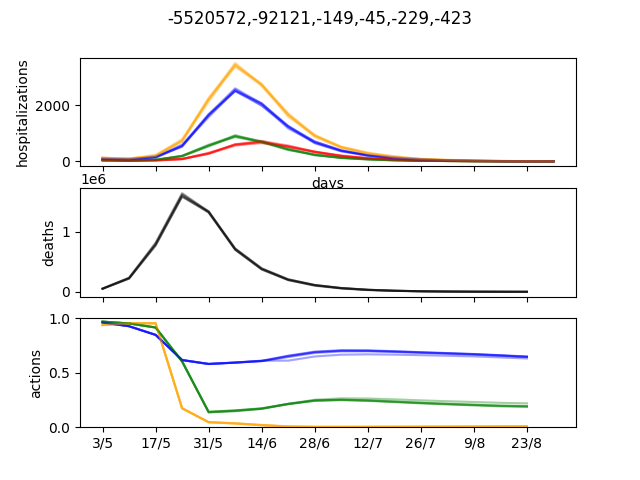 -5520572,-92121,-149,-45,-229,-423
hospitalizations
2000
0
days
1e6
deaths
1
0
actions
1.0
0.5
0.0
3/5 17/5 31/5 14/6 28/6 12/7 26/7 9/8 23/8